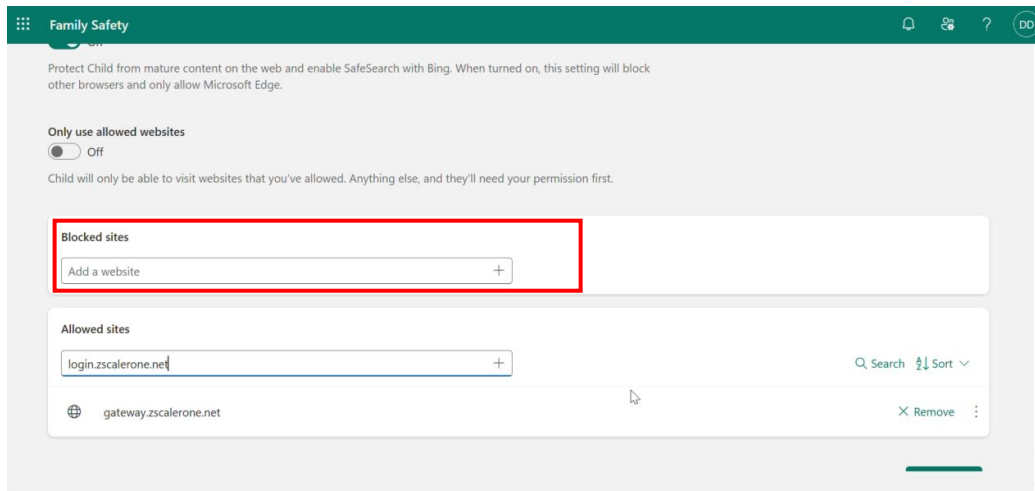 Family Safety
?
DD
Protect Child from mature content on the web and enable SafeSearch with Bing. When turned on, this setting will block
other browsers and only allow Microsoft Edge.
Only use allowed websites
Off
Child will only be able to visit websites that you've allowed. Anything else, and they'll need your permission first.
Blocked sites
Add a website
Allowed sites
login.zscalerone.net
Search Sort
gateway.zscalerone.net
Remove